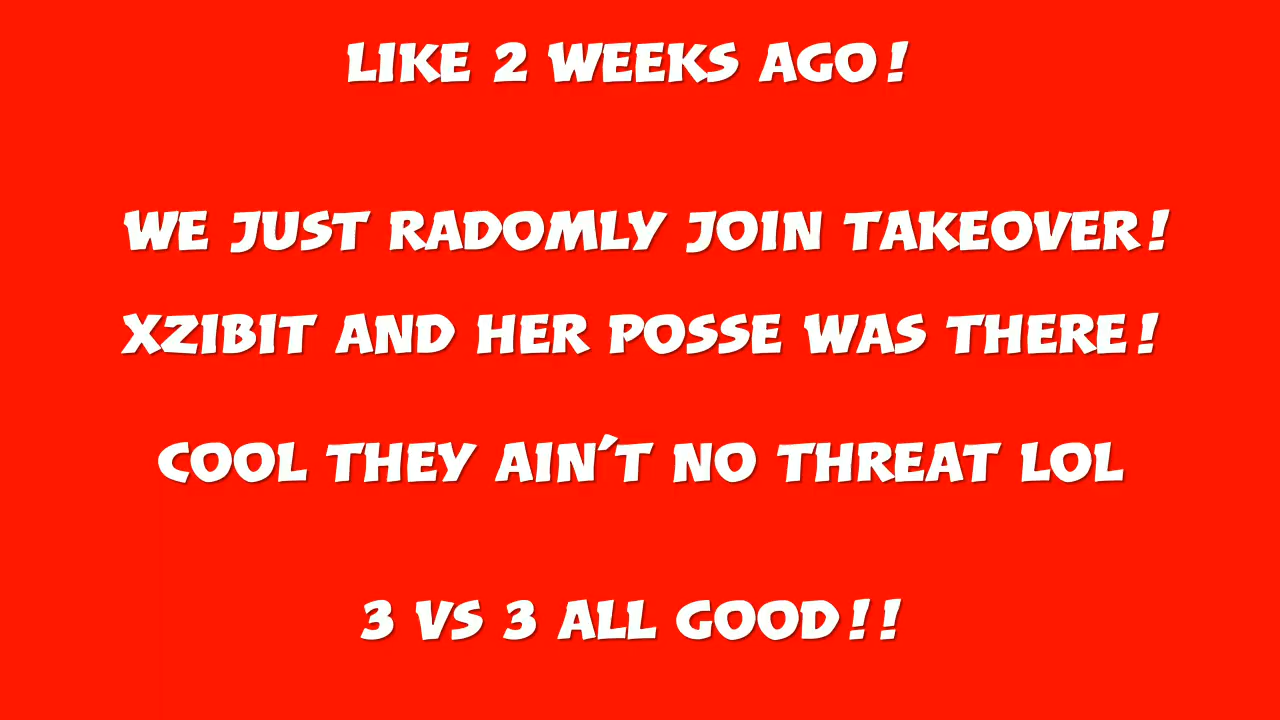 LIKE 2 WEEKS AGO!
WE JUST RADOMLY JOIN TAKEOVER!
XZIBIT AND HER POSSE WAS THERE!
COOL THEY AIN'T NO THREAT LOL
3 VS 3 ALL GOOD!!